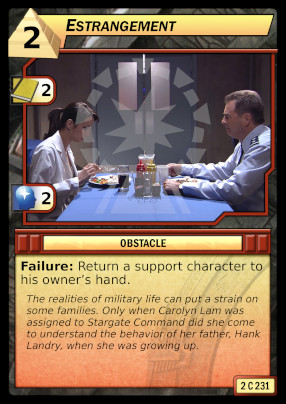 2
ESTRANGEMENT
2
2
OBSTACLE
Failure: Return a support character to
his owner's hand.
The realities of military life can put a strain on
some families. Only when Carolyn Lam was
assigned to Stargate Command did she come
to understand the behavior of her father, Hank
Landry, when she was growing up.
2 C 231